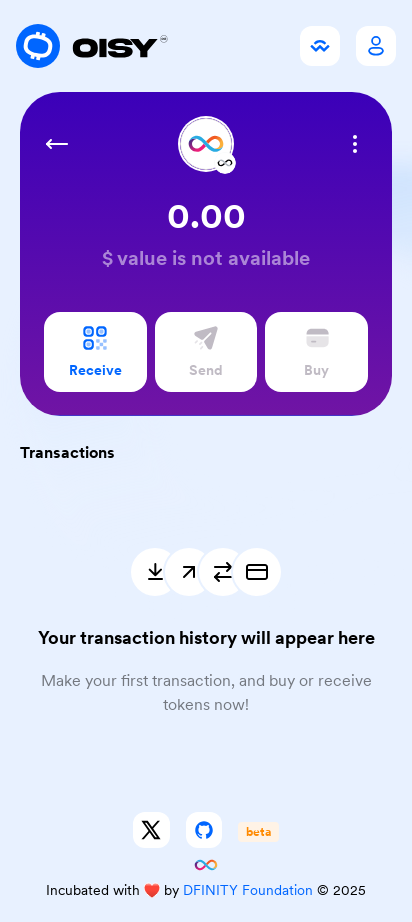 OISY
0.00
$ value is not available
Receive
Send
Buy
Transactions
Your transaction history will appear here
Make your first transaction, and buy or receive
tokens now!
beta
Incubated with ❤️ by DFINITY Foundation © 2025